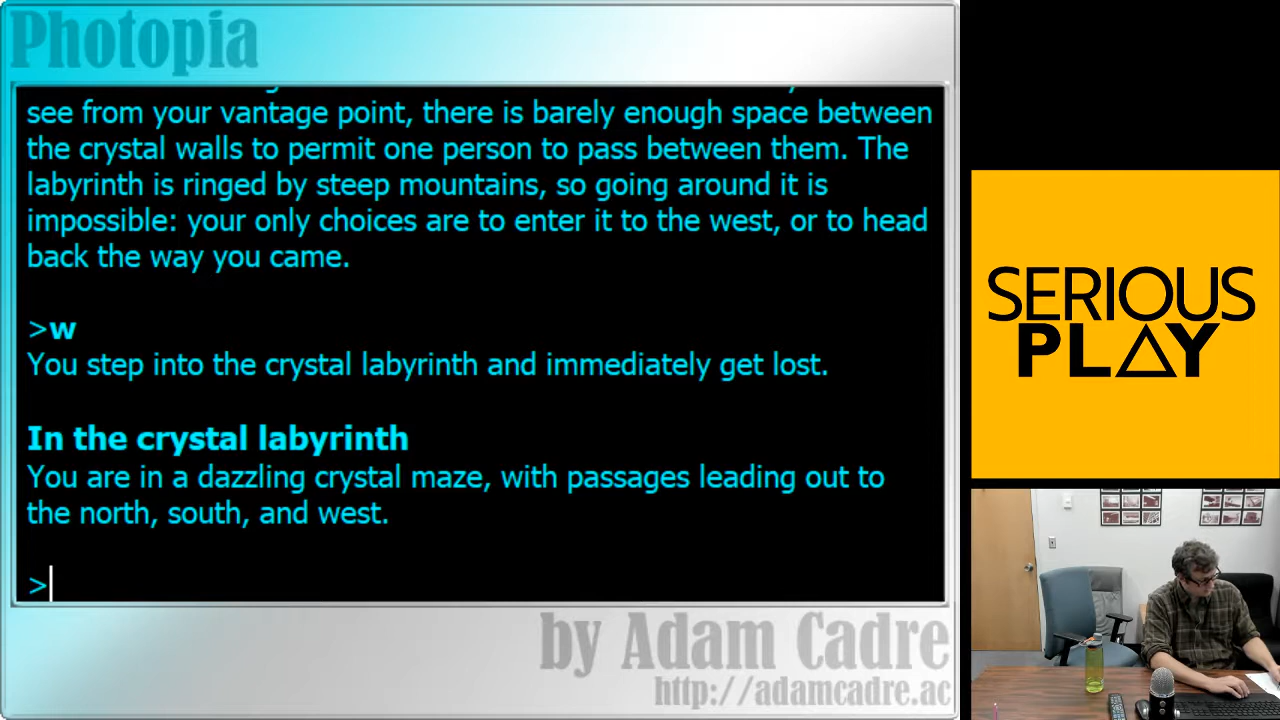 Photopia
see from your vantage point, there is barely enough space between
the crystal walls to permit one person to pass between them. The
labyrinth is ringed by steep mountains, so going around it is
impossible: your only choices are to enter it to the west, or to head
back the way you came.
>w
You step into the crystal labyrinth and immediately get lost.
In the crystal labyrinth
You are in a dazzling crystal maze, with passages leading out to
the north, south, and west.
>
by Adam Cadre
http://adamcadre.ac
SERIOUS
PLAY